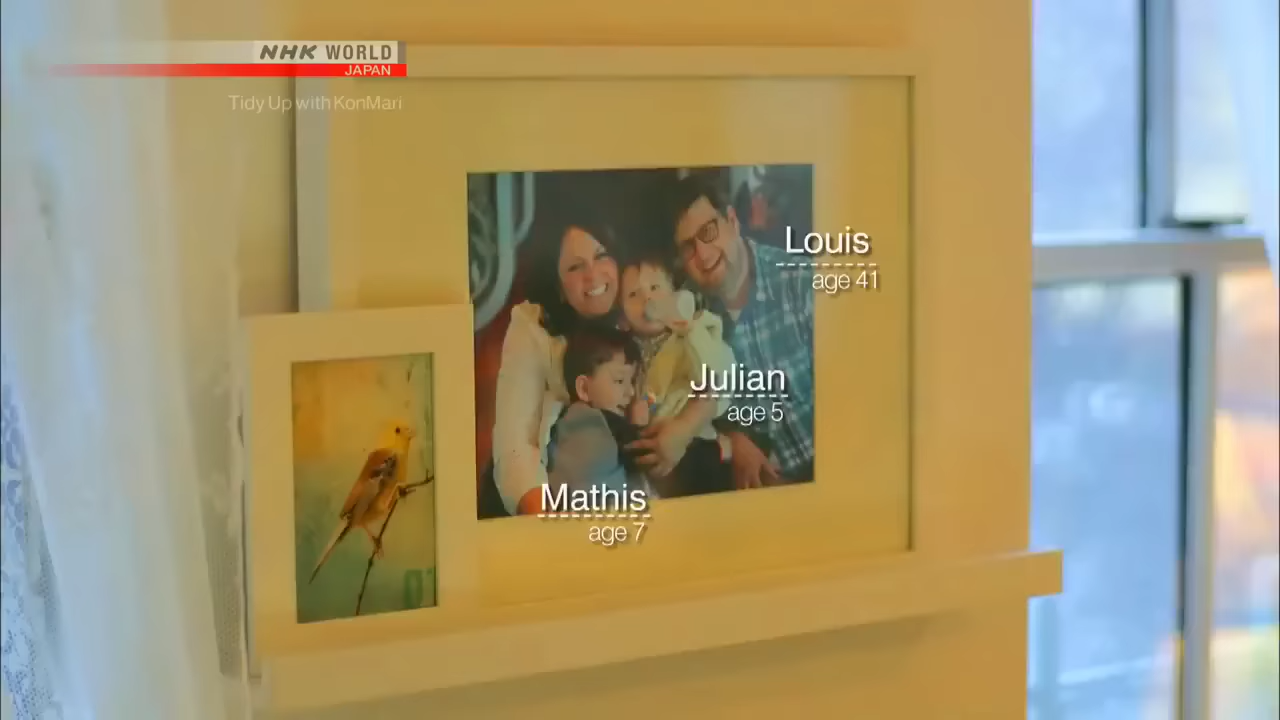 NHK WORLD
JAPAN
Tidy Up with KonMari
Louis
age 41
Julian
age 5
Mathis
age 7